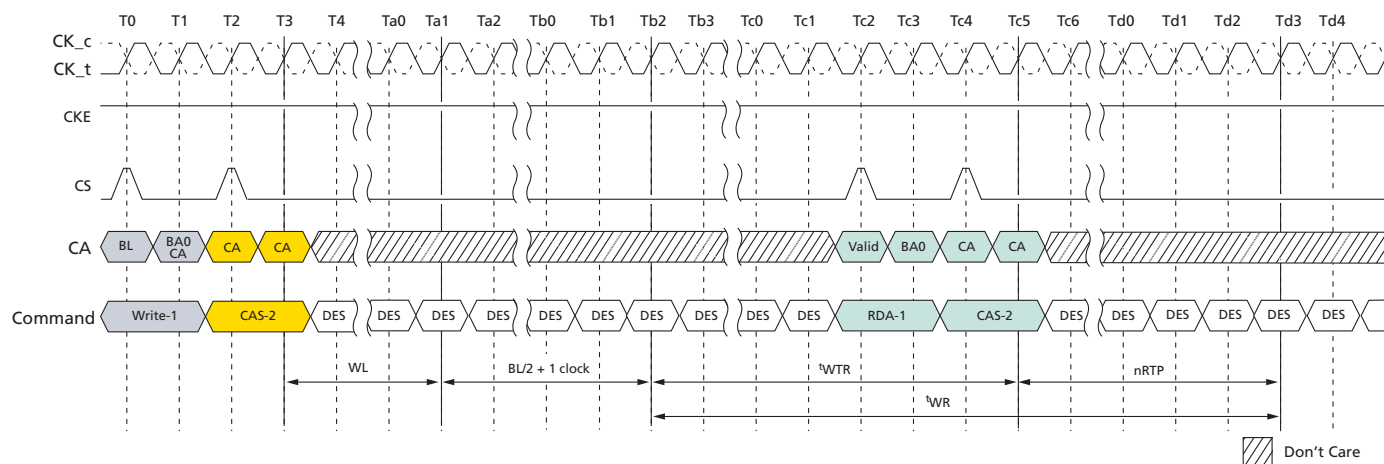 T0 T1 T2 T3 T4 Ta0 Ta1 Ta2 Tb0 Tb1 Tb2 Tb3 Tc0 Tc1 Tc2 Tc3 Tc4 Tc5 Tc6 Td0 Td1 Td2 Td3 Td4
CK_c
CK_t
CKE
CS
CA BL BA0 CA CA CA Valid BA0 CA CA
Command Write-1 CAS-2 DES DES DES DES DES DES DES DES DES DES RDA-1 CAS-2 DES DES DES DES DES DES
WL BL/2 + 1 clock tWTR nRTP
tWR
Don't Care